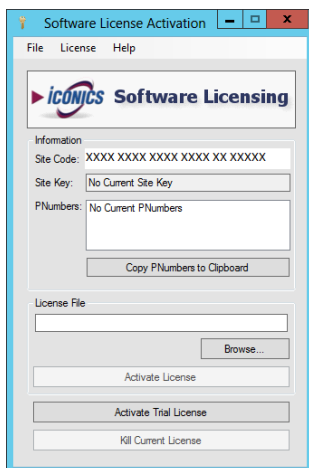 Software License Activation
File License Help
ICONICS Software Licensing
Information
Site Code: XXXX XXXX XXXX XXXX XX XXXXX
Site Key: No Current Site Key
PNumbers: No Current PNumbers
Copy PNumbers to Clipboard
License File
Browse...
Activate License
Activate Trial License
Kill Current License